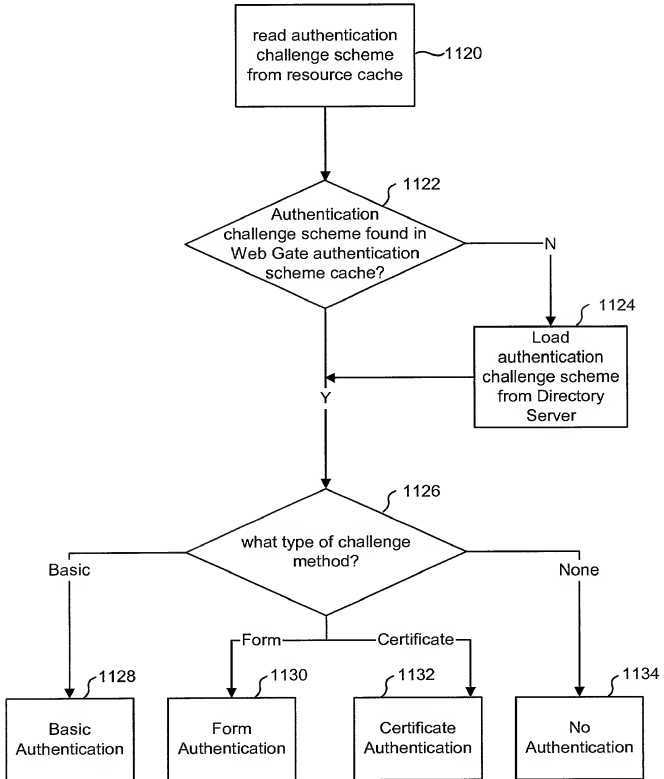 read authentication
challenge scheme
from resource cache
1120
1122
Authentication
challenge scheme found in
Web Gate authentication
scheme cache?
N
1124
Load
authentication
challenge scheme
from Directory
Server
Y
1126
what type of challenge
method?
Basic
None
Form
Certificate
1128
1130
1132
1134
Basic
Authentication
Form
Authentication
Certificate
Authentication
No
Authentication